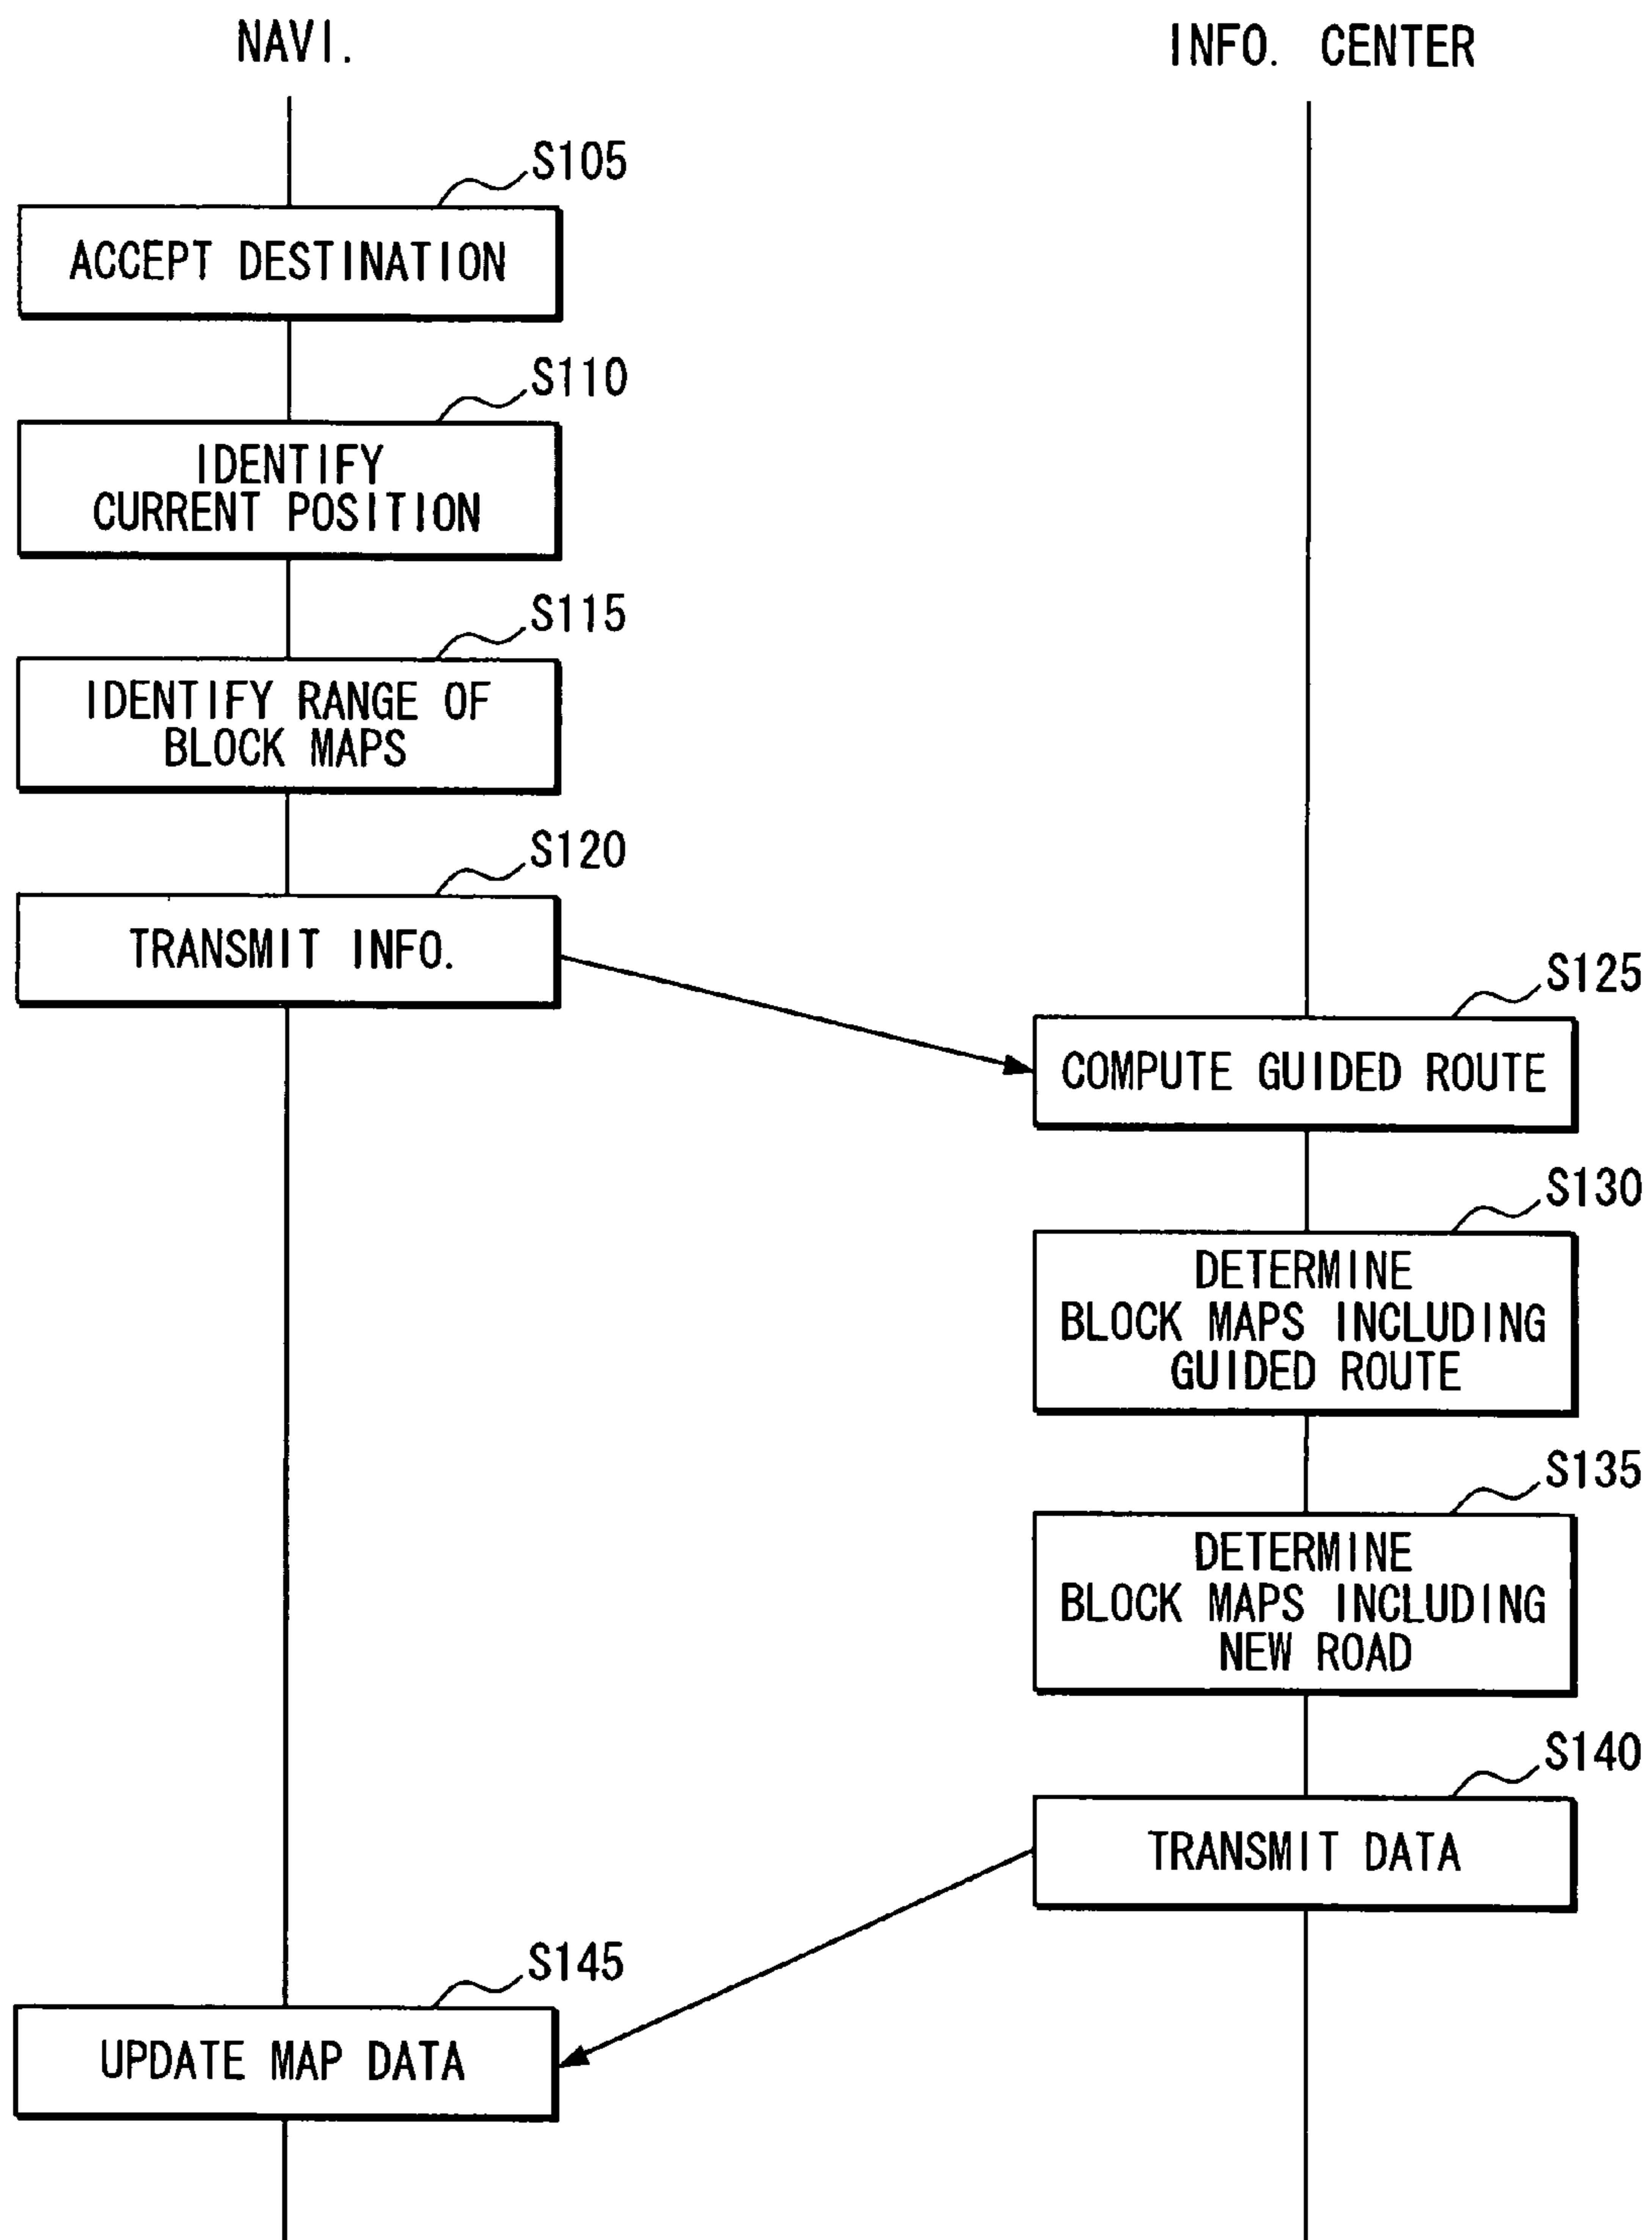 NAVI.
INFO. CENTER
S105
ACCEPT DESTINATION
S110
IDENTIFY
CURRENT POSITION
S115
IDENTIFY RANGE OF
BLOCK MAPS
S120
TRANSMIT INFO.
S125
COMPUTE GUIDED ROUTE
S130
DETERMINE
BLOCK MAPS INCLUDING
GUIDED ROUTE
S135
DETERMINE
BLOCK MAPS INCLUDING
NEW ROAD
S140
TRANSMIT DATA
S145
UPDATE MAP DATA